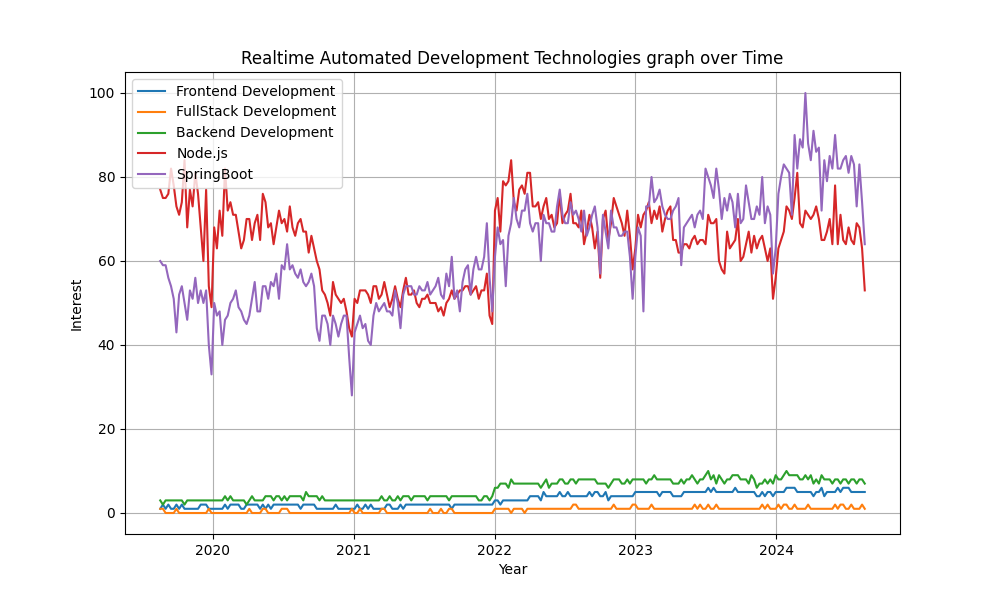 Realtime Automated Development Technologies graph over Time
100
80
60
40
20
0
Interest
Frontend Development
FullStack Development
Backend Development
Node.js
SpringBoot
2020 2021 2022 2023 2024
Year